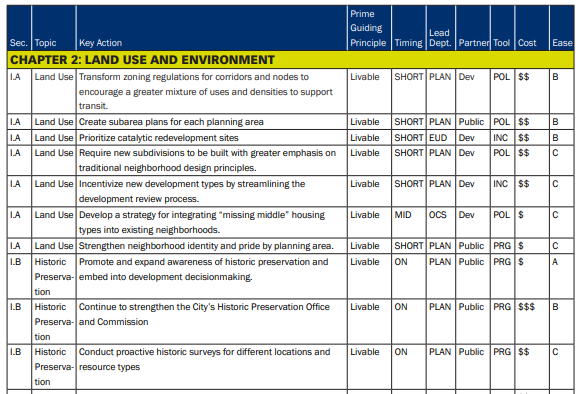 Sec. Topic Key Action Prime Guiding Principle Timing Lead Dept. Partner Tool Cost Ease
CHAPTER 2: LAND USE AND ENVIRONMENT
I.A Land Use Transform zoning regulations for corridors and nodes to Livable SHORT PLAN Dev POL $$ B
encourage a greater mixture of uses and densities to support
transit.
I.A Land Use Create subarea plans for each planning area Livable SHORT PLAN Public POL $$ B
I.A Land Use Prioritize catalytic redevelopment sites Livable SHORT EUD Dev INC $$ B
I.A Land Use Require new subdivisions to be built with greater emphasis on Livable SHORT PLAN Dev POL $$ C
traditional neighborhood design principles.
I.A Land Use Incentivize new development types by streamlining the Livable SHORT PLAN Dev INC $$ C
development review process.
I.A Land Use Develop a strategy for integrating “missing middle” housing Livable MID OCS Dev POL $ C
types into existing neighborhoods.
I.A Land Use Strengthen neighborhood identity and pride by planning area. Livable SHORT PLAN Public PRG $ C
I.B Historic Promote and expand awareness of historic preservation and Livable ON PLAN Public PRG $ A
Preserva- embed into development decisionmaking.
tion
I.B Historic Continue to strengthen the City’s Historic Preservation Office Livable ON PLAN Public PRG $$$ B
Preserva- and Commission
tion
I.B Historic Conduct proactive historic surveys for different locations and Livable ON PLAN Public PRG $$ C
Preserva- resource types
tion